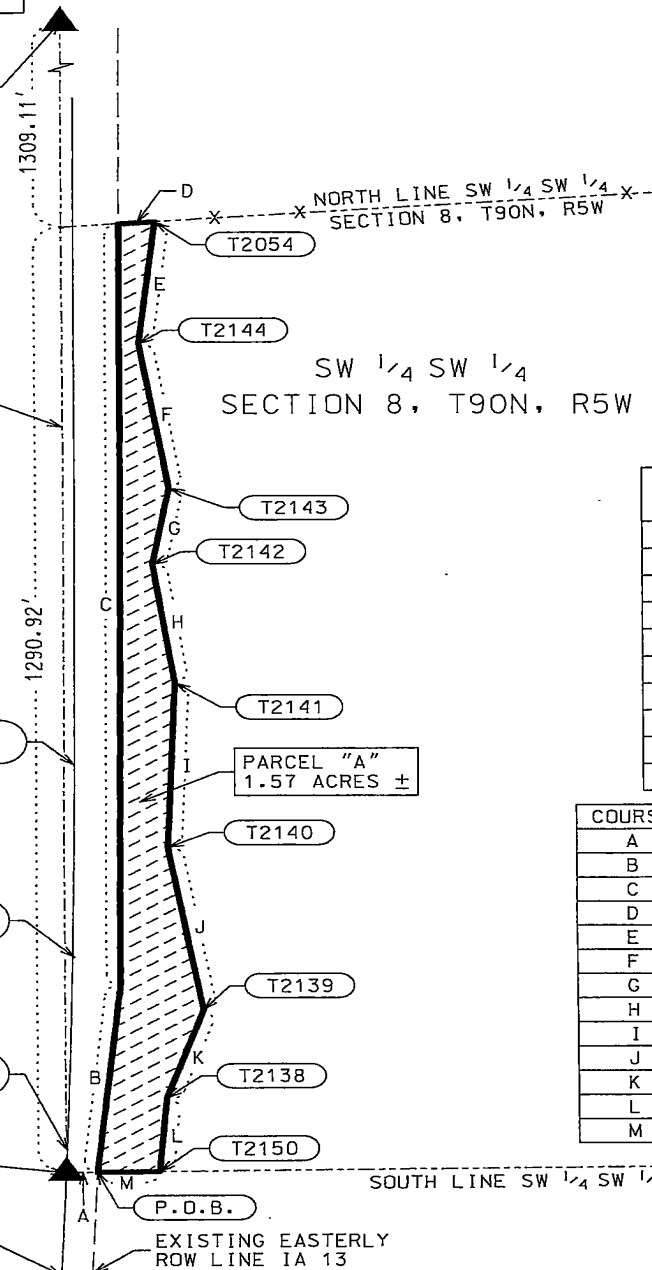 1309.11'
D
NORTH LINE SW 1/4 SW 1/4
SECTION 8, T90N, R5W
T2054
E
T2144
SW 1/4 SW 1/4
SECTION 8, T90N, R5W
F
T2143
G
T2142
C
H
1290.92'
T2141
PARCEL "A"
1.57 ACRES ±
I
T2140
J
T2139
K
B
T2138
L
T2150
M
SOUTH LINE SW 1/4 SW
A
P.O.B.
EXISTING EASTERLY
ROW LINE IA 13
COURS
A
B
C
D
E
F
G
H
I
J
K
L
M